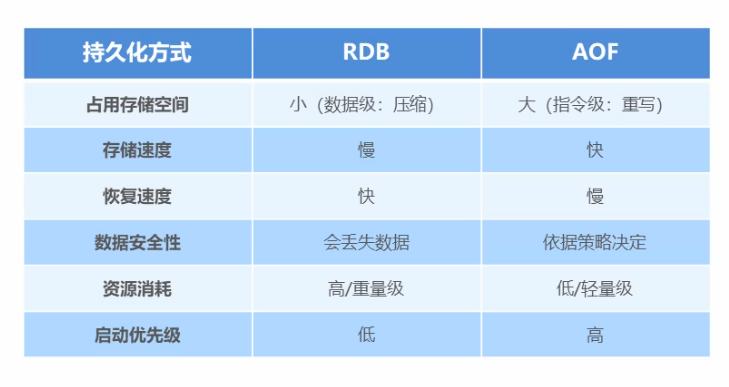 持久化方式 RDB AOF
占用存储空间 小（数据级：压缩） 大（指令级：重写）
存储速度 慢 快
恢复速度 快 慢
数据安全性 会丢失数据 依据策略决定
资源消耗 高/重量级 低/轻量级
启动优先级 低 高